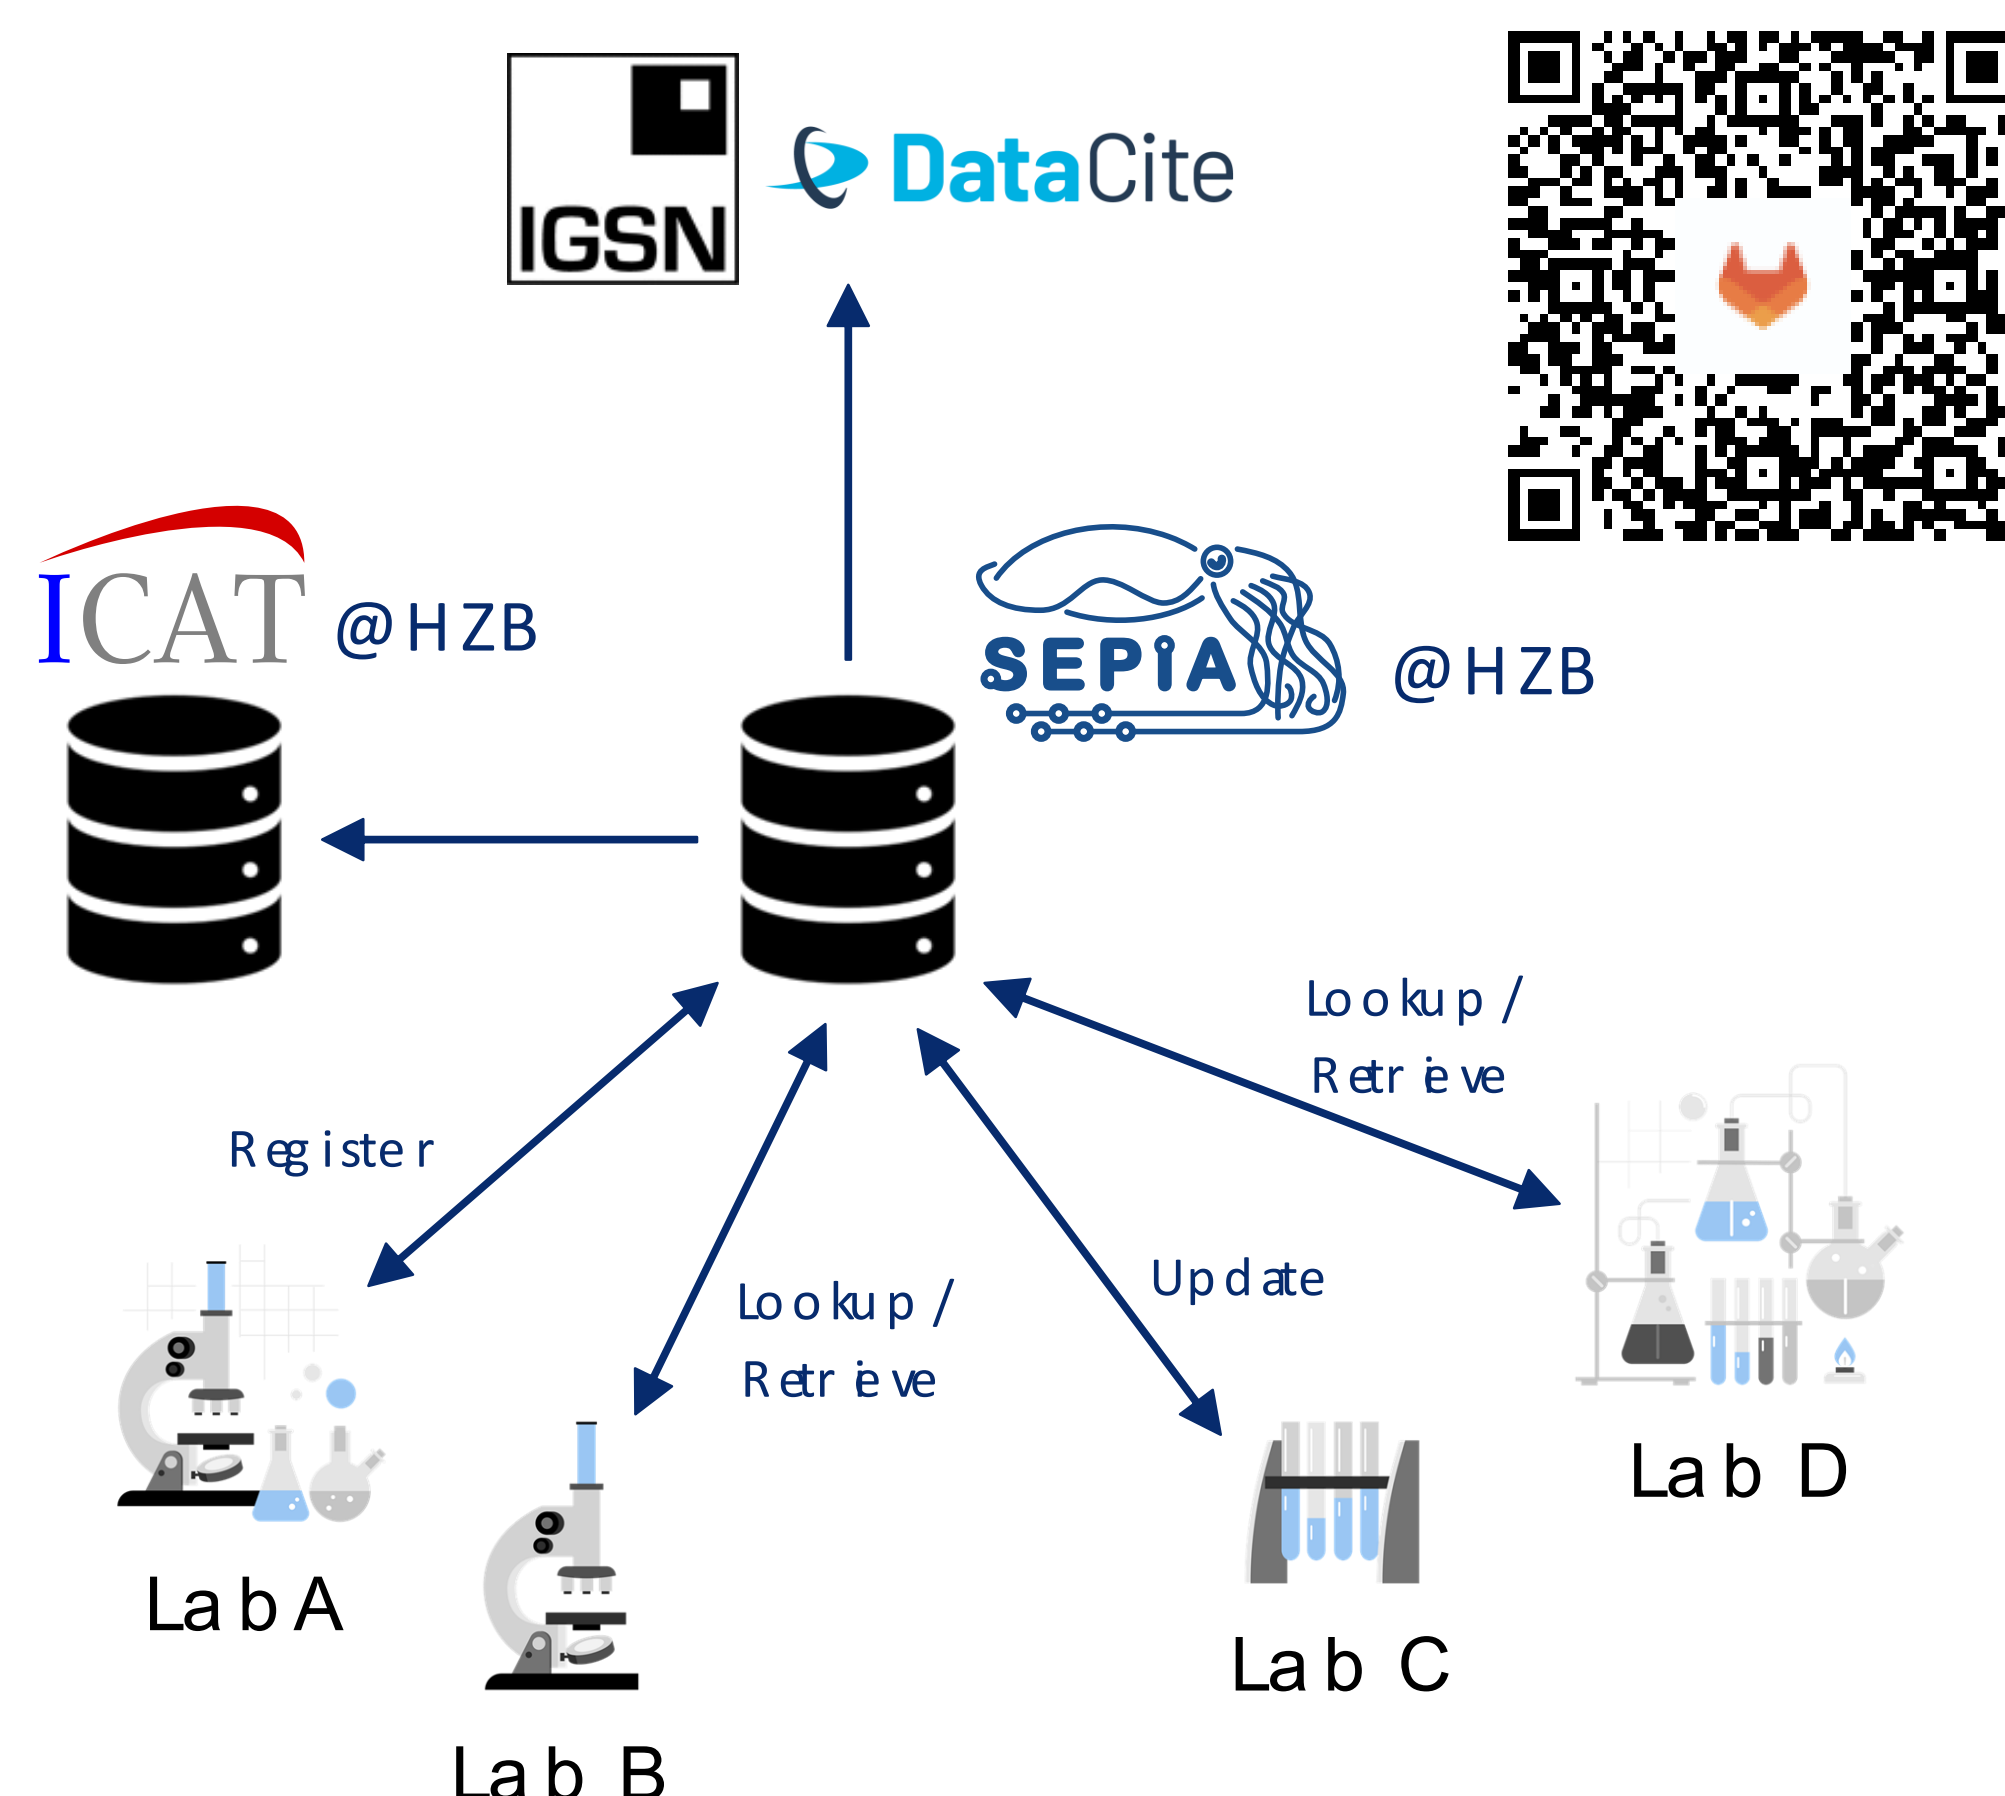 IGSN
DataCite
ICAT
@HZB
SEPIA
@HZB
Lookup /
Retrieve
Register
Update
Lookup /
Retrieve
Lab D
Lab A
Lab C
Lab B